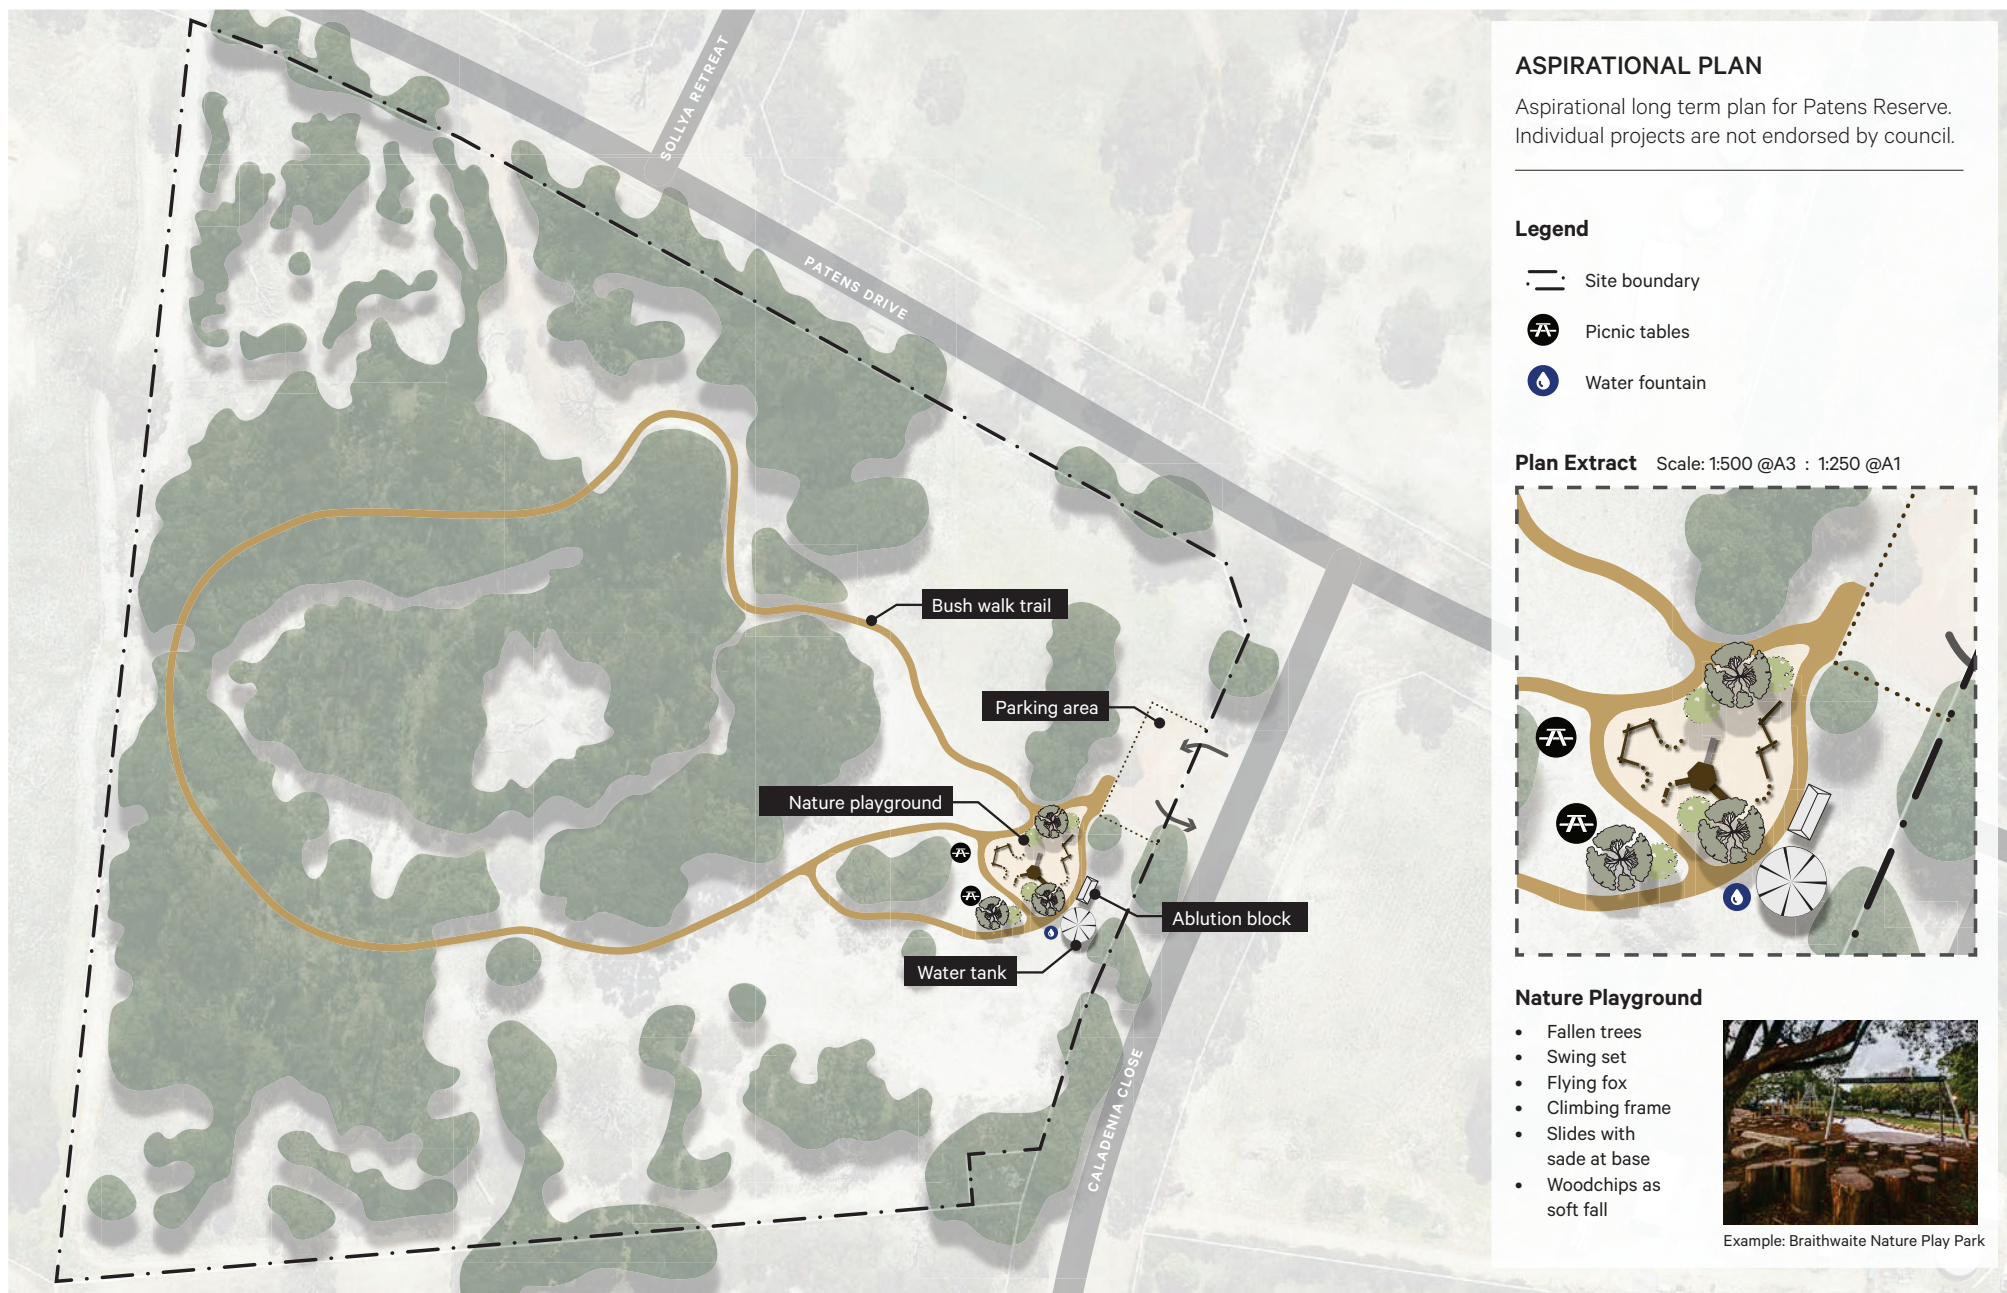 SOLLYA RETREAT
PATENS DRIVE
Bush walk trail
Parking area
Nature playground
Ablution block
Water tank
CALADENIA CLOSE
ASPIRATIONAL PLAN
Aspirational long term plan for Patens Reserve.
Individual projects are not endorsed by council.
Legend
Site boundary
Picnic tables
Water fountain
Plan Extract Scale: 1:500 @A3 : 1:250 @A1
Nature Playground
• Fallen trees
• Swing set
• Flying fox
• Climbing frame
• Slides with
sade at base
• Woodchips as
soft fall
Example: Braithwaite Nature Play Park